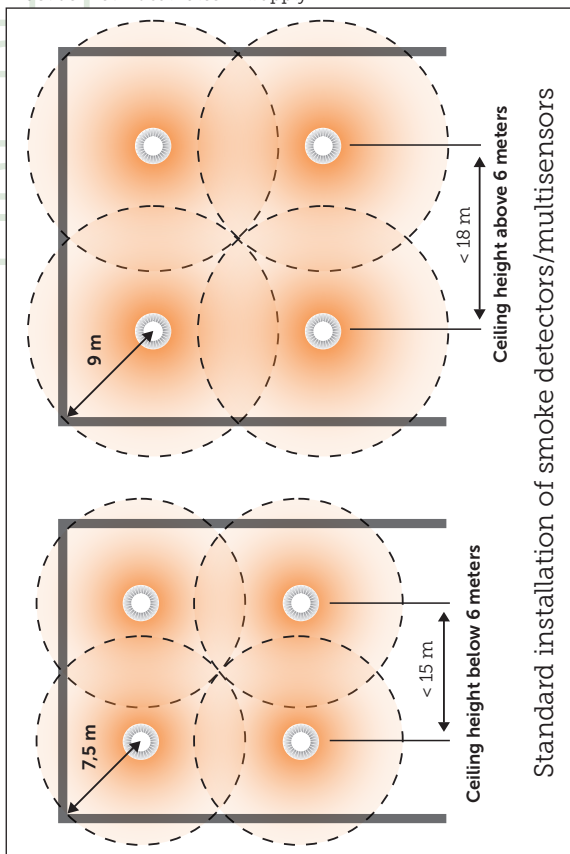 7,5 m
< 15 m
Ceiling height below 6 meters
9 m
< 18 m
Ceiling height above 6 meters
Standard installation of smoke detectors/multisensors